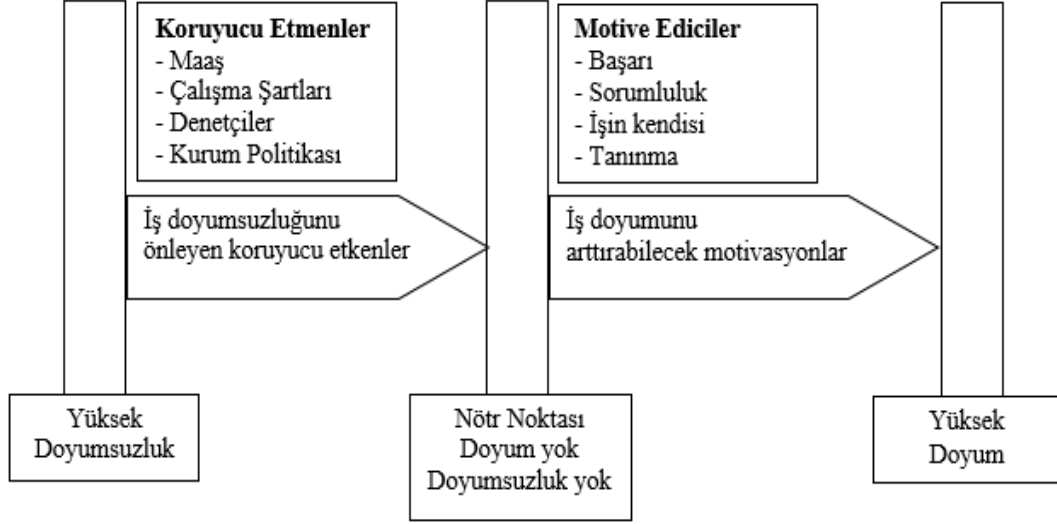 Koruyucu Etmenler
- Maaş
- Çalışma Şartları
- Denetçiler
- Kurum Politikası
Motive Ediciler
- Başarı
- Sorumluluk
- İşin kendisi
- Tanınma
İş doyumsuzluğunu
önleyen koruyucu etkenler
İş doyumunu
arttırabilecek motivasyonlar
Yüksek
Doyumsuzluk
Nötr Noktası
Doyum yok
Doyumsuzluk yok
Yüksek
Doyum